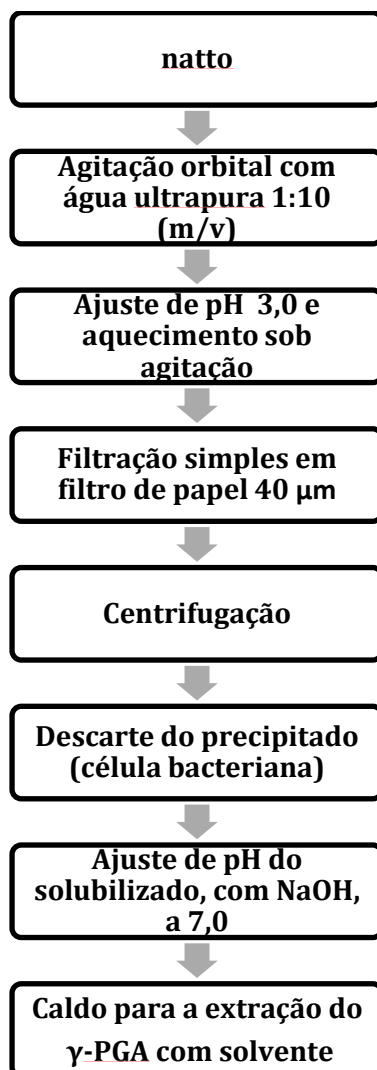 natto
Agitação orbital com
água ultrapura 1:10
(m/v)
Ajuste de pH 3,0 e
aquecimento sob
agitação
Filtração simples em
filtro de papel 40 μm
Centrifugação
Descarte do precipitado
(célula bacteriana)
Ajuste de pH do
solubilizado, com NaOH,
a 7,0
Caldo para a extração do
γ-PGA com solvente